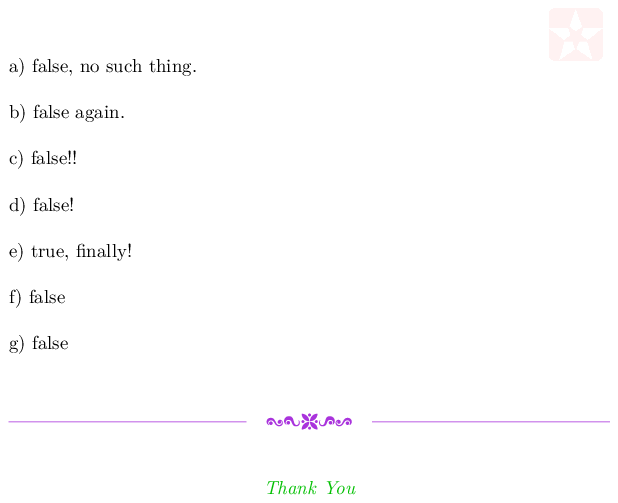 a) false, no such thing.
b) false again.
c) false!!
d) false!
e) true, finally!
f) false
g) false
Thank You